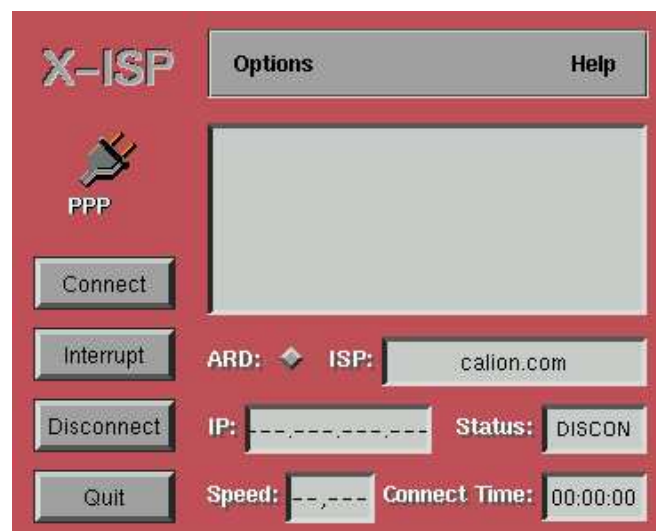 X-ISP
Options Help
PPP
Connect
Interrupt
ARD: ISP: calion.com
Disconnect
IP: ---.---.---.--- Status: DISCON
Quit
Speed: --,--- Connect Time: 00:00:00